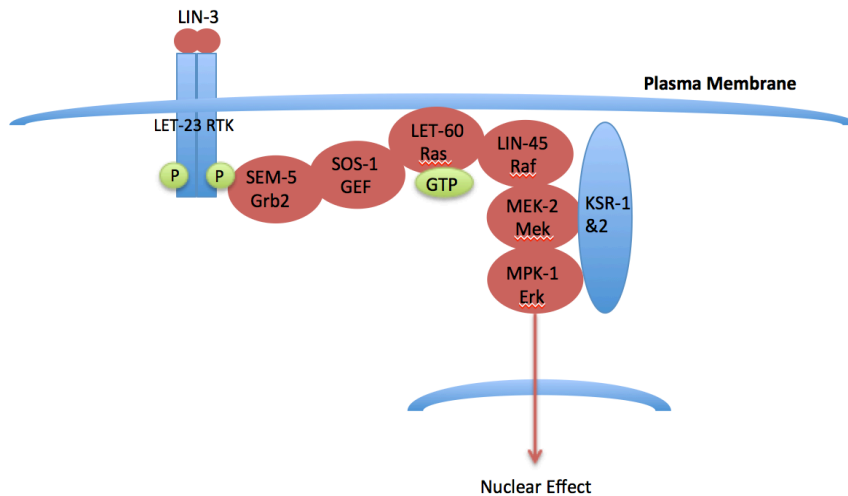 LIN-3
Plasma Membrane
LET-23 RTK
P
P
SEM-5
Grb2
SOS-1
GEF
LET-60
Ras
GTP
LIN-45
Raf
MEK-2
Mek
MPK-1
Erk
KSR-1
&2
Nuclear Effect